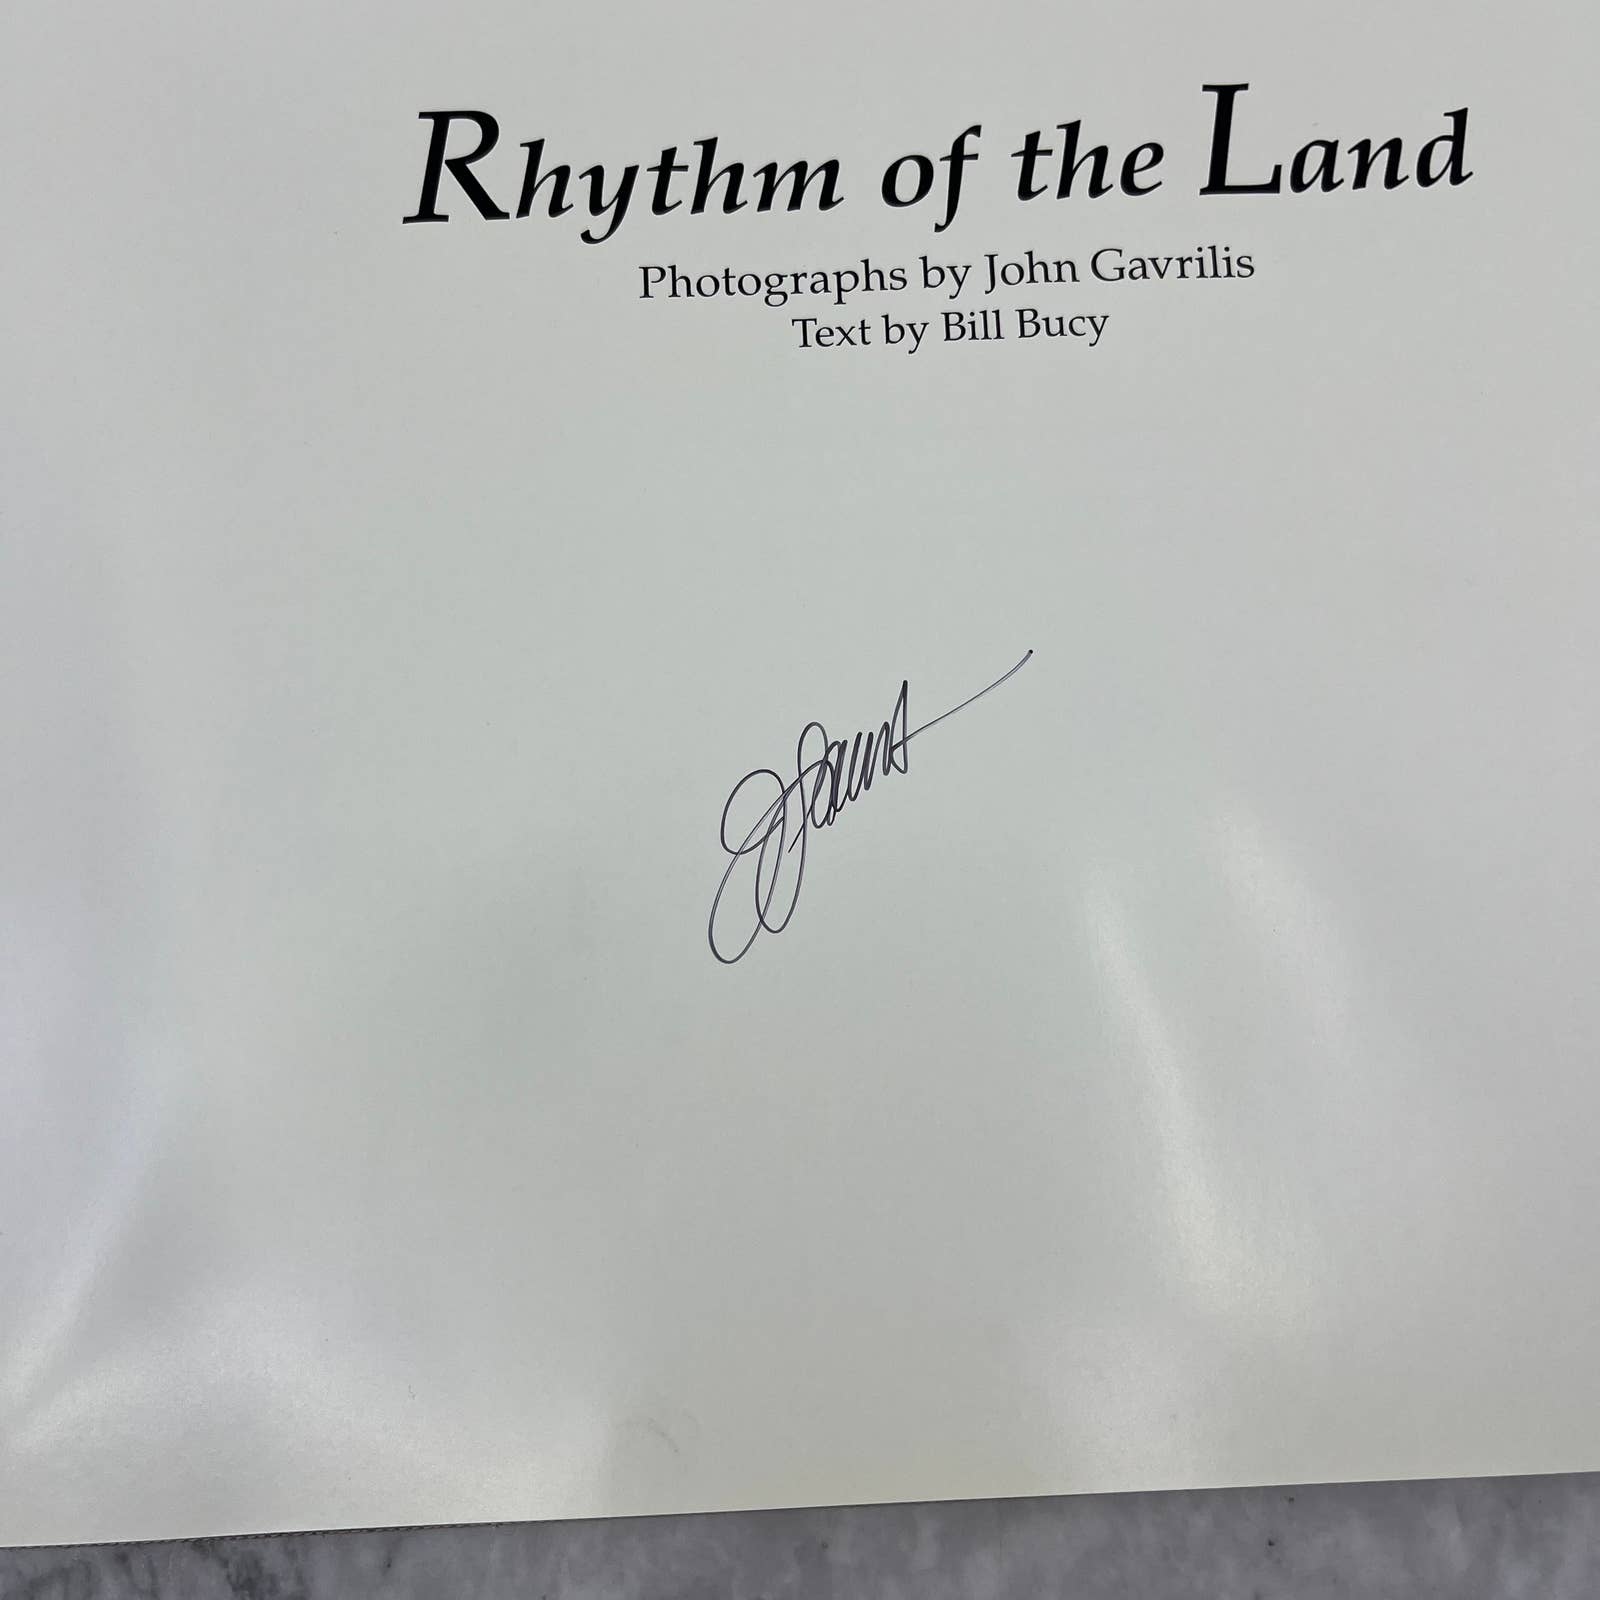 Rhythm of the Land
Photographs by John Gavrilis
Text by Bill Bucy